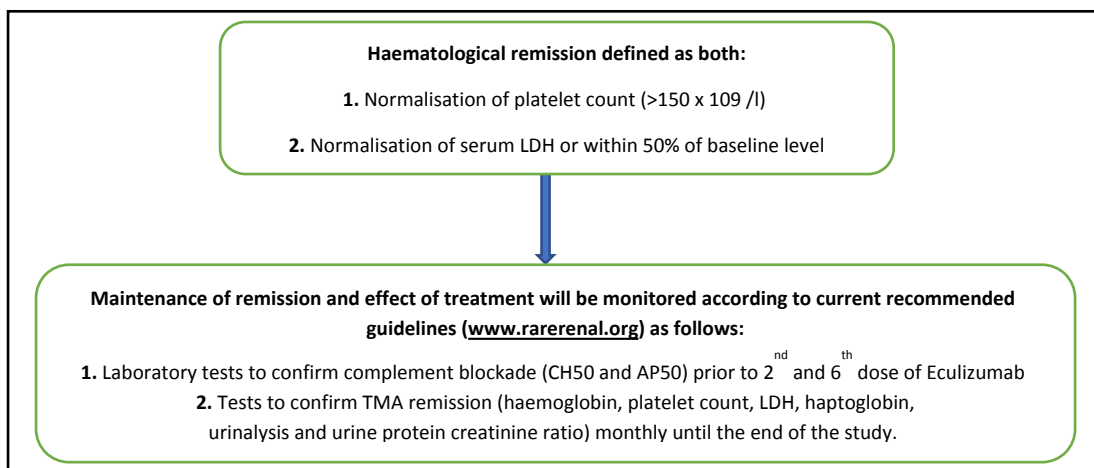 Haematological remission defined as both:
1. Normalisation of platelet count (>150 x 109 /l)
2. Normalisation of serum LDH or within 50% of baseline level
Maintenance of remission and effect of treatment will be monitored according to current recommended
guidelines (www.rarerenal.org) as follows:
1. Laboratory tests to confirm complement blockade (CH50 and AP50) prior to 2nd and 6th dose of Eculizumab
2. Tests to confirm TMA remission (haemoglobin, platelet count, LDH, haptoglobin,
urinalysis and urine protein creatinine ratio) monthly until the end of the study.